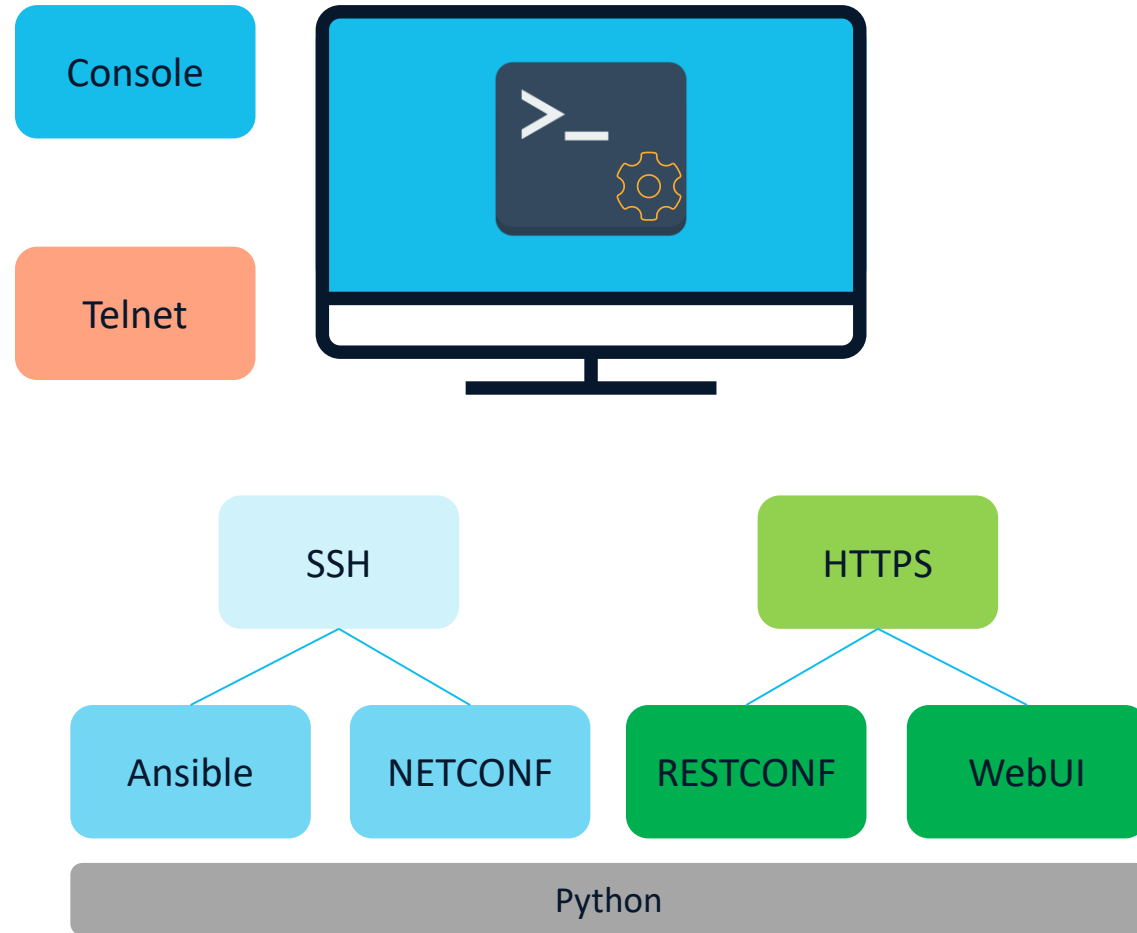 Console
>_
Telnet
SSH
HTTPS
Ansible
NETCONF
RESTCONF
WebUI
Python